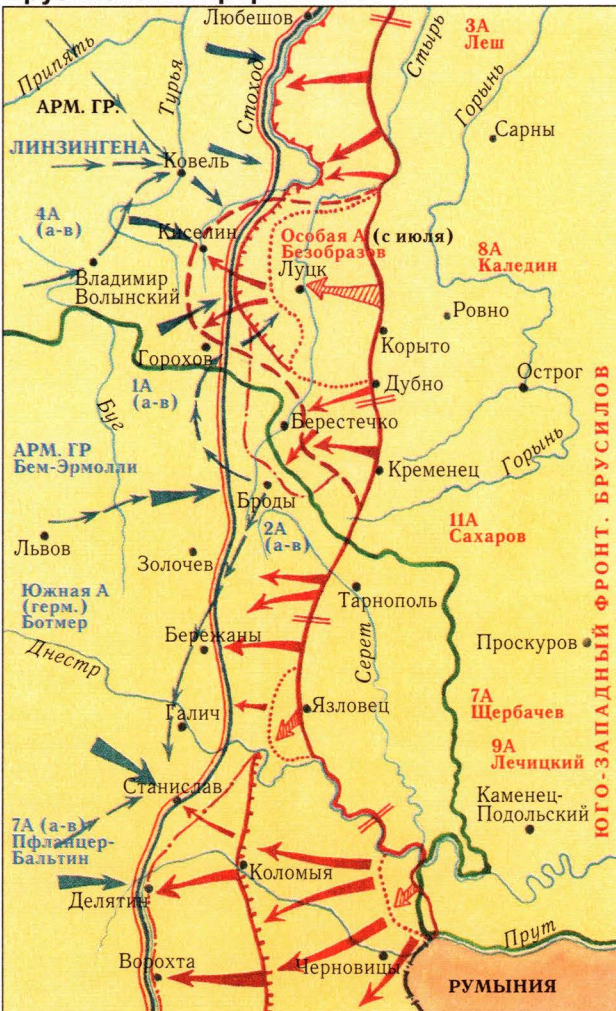 Любешов
3А
Леш
Припять
Турья
Стоход
Стырь
Горынь
АРМ. ГР.
ЛИНЗИНГЕНА
Сарны
Ковель
4А
(а-в)
Киселин
Особая А (с июля)
Безобразов
8А
Каледин
Луцк
Владимир
Волынский
Ровно
Горохов
Корыто
Острог
1А
(а-в)
Дубно
Буг
Берестечко
Горынь
АРМ. ГР
Бем-Эрмолли
Кременец
Броды
2А
(а-в)
11А
Сахаров
Львов
Золочев
Южная А
(герм.)
Ботмер
Тарнополь
Днестр
Бережаны
Серет
Проскуров
Галич
Язловец
7А
Щербачев
9А
Лечицкий
Станислав
Каменец-
Подольский
7А (а-в)
Пфланцер-
Бальтин
Коломыя
Делятин
Ворохта
Черновицы
Прут
РУМЫНИЯ
ЮГО-ЗАПАДНЫЙ ФРОНТ. БРУСИЛОВ